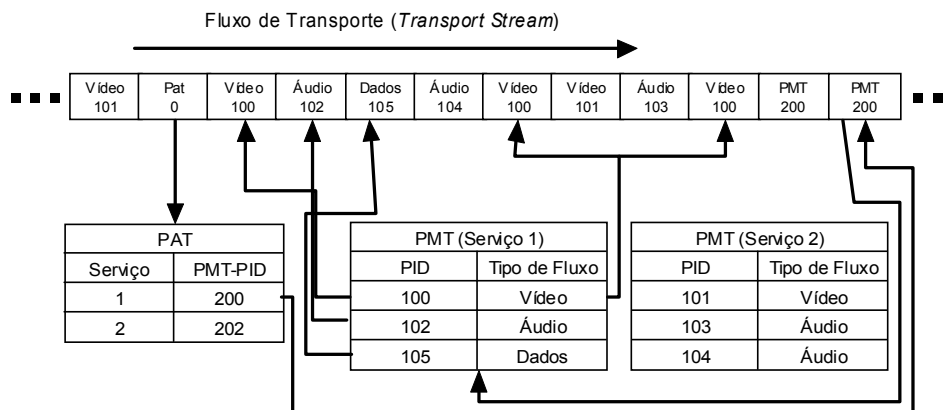 Fluxo de Transporte (Transport Stream)
Vídeo Pat Vídeo Áudio Dados Áudio Vídeo Vídeo Áudio Vídeo PMT PMT
101 0 100 102 105 104 100 101 103 100 200 200
PAT
Serviço PMT-PID
1 200
2 202
PMT (Serviço 1)
PID Tipo de Fluxo
100 Vídeo
102 Áudio
105 Dados
PMT (Serviço 2)
PID Tipo de Fluxo
101 Vídeo
103 Áudio
104 Áudio